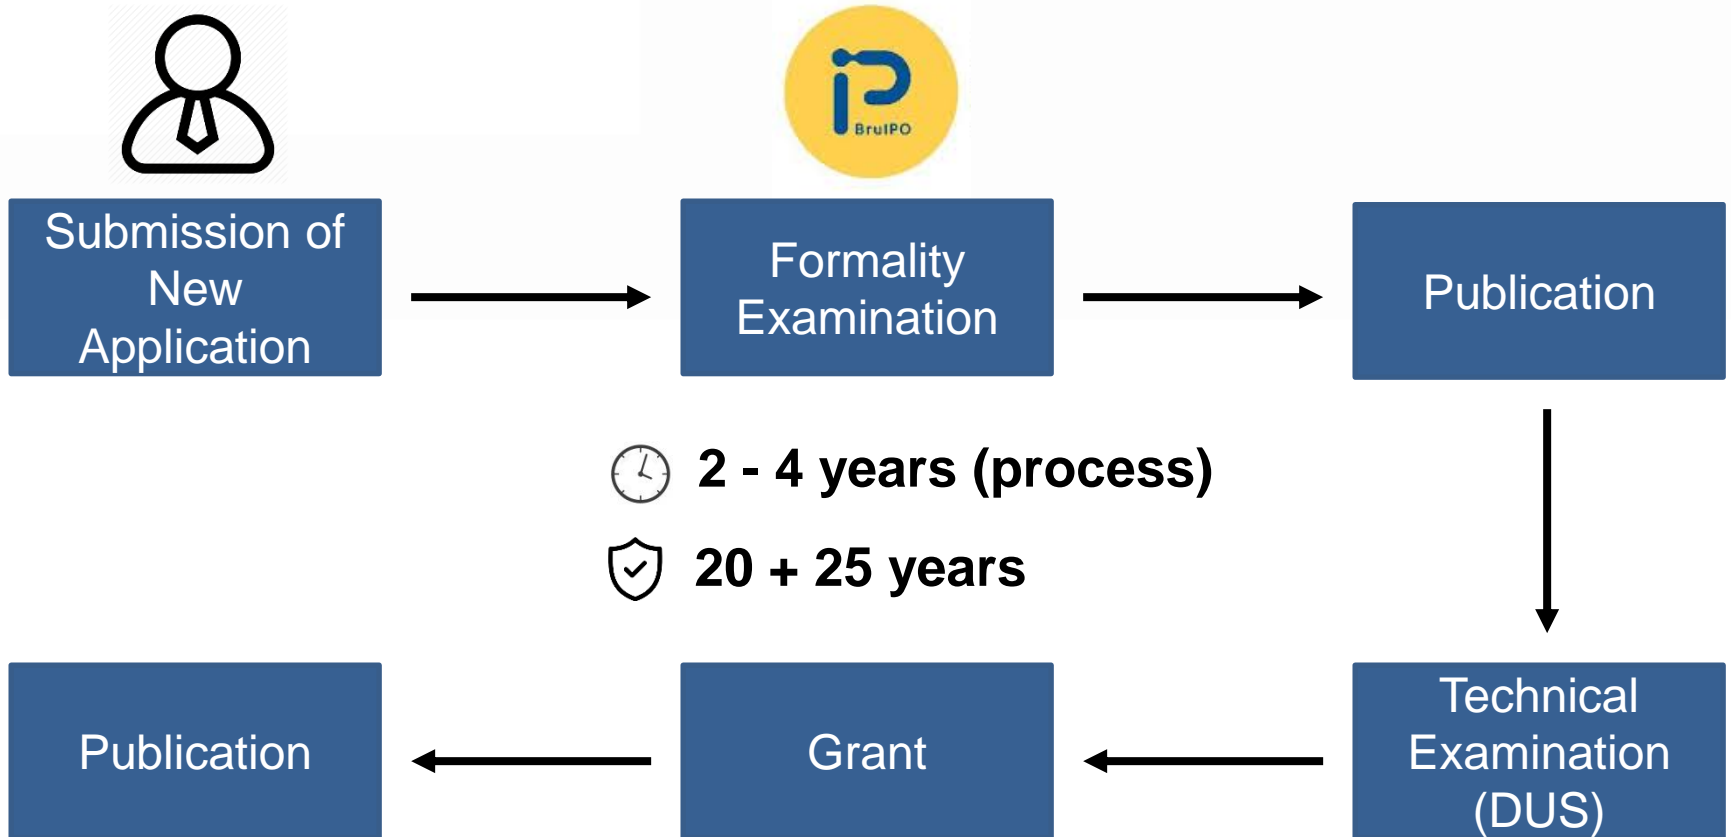 BruIPO
Submission of
New
Application
Formality
Examination
Publication
2 - 4 years (process)
20 + 25 years
Publication
Grant
Technical
Examination
(DUS)